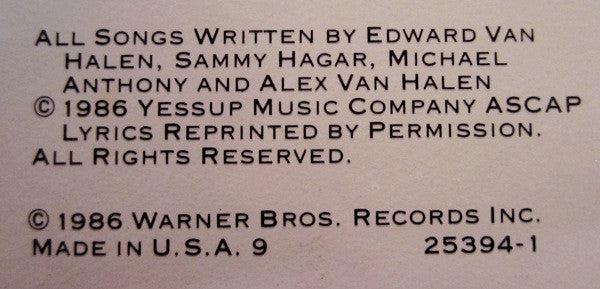 All Songs Written by Edward Van
Halen, Sammy Hagar, Michael
Anthony and Alex Van Halen
© 1986 Yessup Music Company ASCAP
Lyrics Reprinted by Permission.
All Rights Reserved.
© 1986 Warner Bros. Records Inc.
Made in U.S.A. 9 25394-1